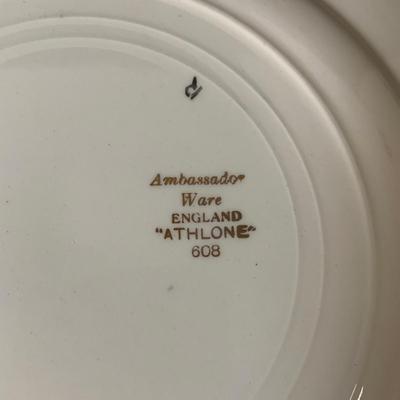 Ambassador
Ware
ENGLAND
"ATHLONE"
608